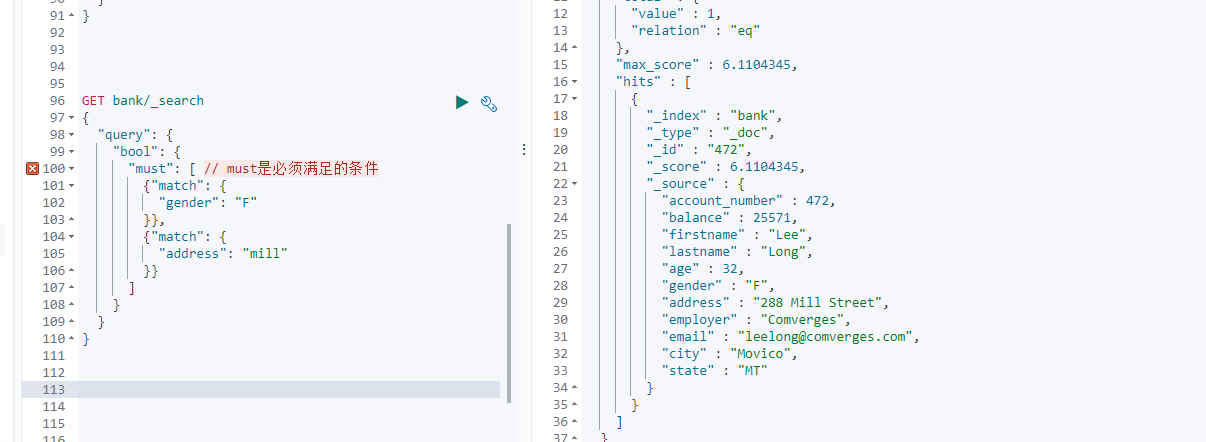 91 }
92
93
94
95
96 GET bank/_search
97 {
98 "query": {
99 "bool": {
100 "must": [ // must是必须满足的条件
101 {"match": {
102 "gender": "F"
103 }},
104 {"match": {
105 "address": "mill"
106 }}
107 ]
108 }
109 }
110 }
111
112
113
114
115
12 "value" : 1,
13 "relation" : "eq"
14 },
15 "max_score" : 6.1104345,
16 "hits" : [
17 {
18 "_index" : "bank",
19 "_type" : "_doc",
20 "_id" : "472",
21 "_score" : 6.1104345,
22 "_source" : {
23 "account_number" : 472,
24 "balance" : 25571,
25 "firstname" : "Lee",
26 "lastname" : "Long",
27 "age" : 32,
28 "gender" : "F",
29 "address" : "288 Mill Street",
30 "employer" : "Comverges",
31 "email" : "leelong@comverges.com",
32 "city" : "Movico",
33 "state" : "MT"
34 }
35 }
36 ]
37 }